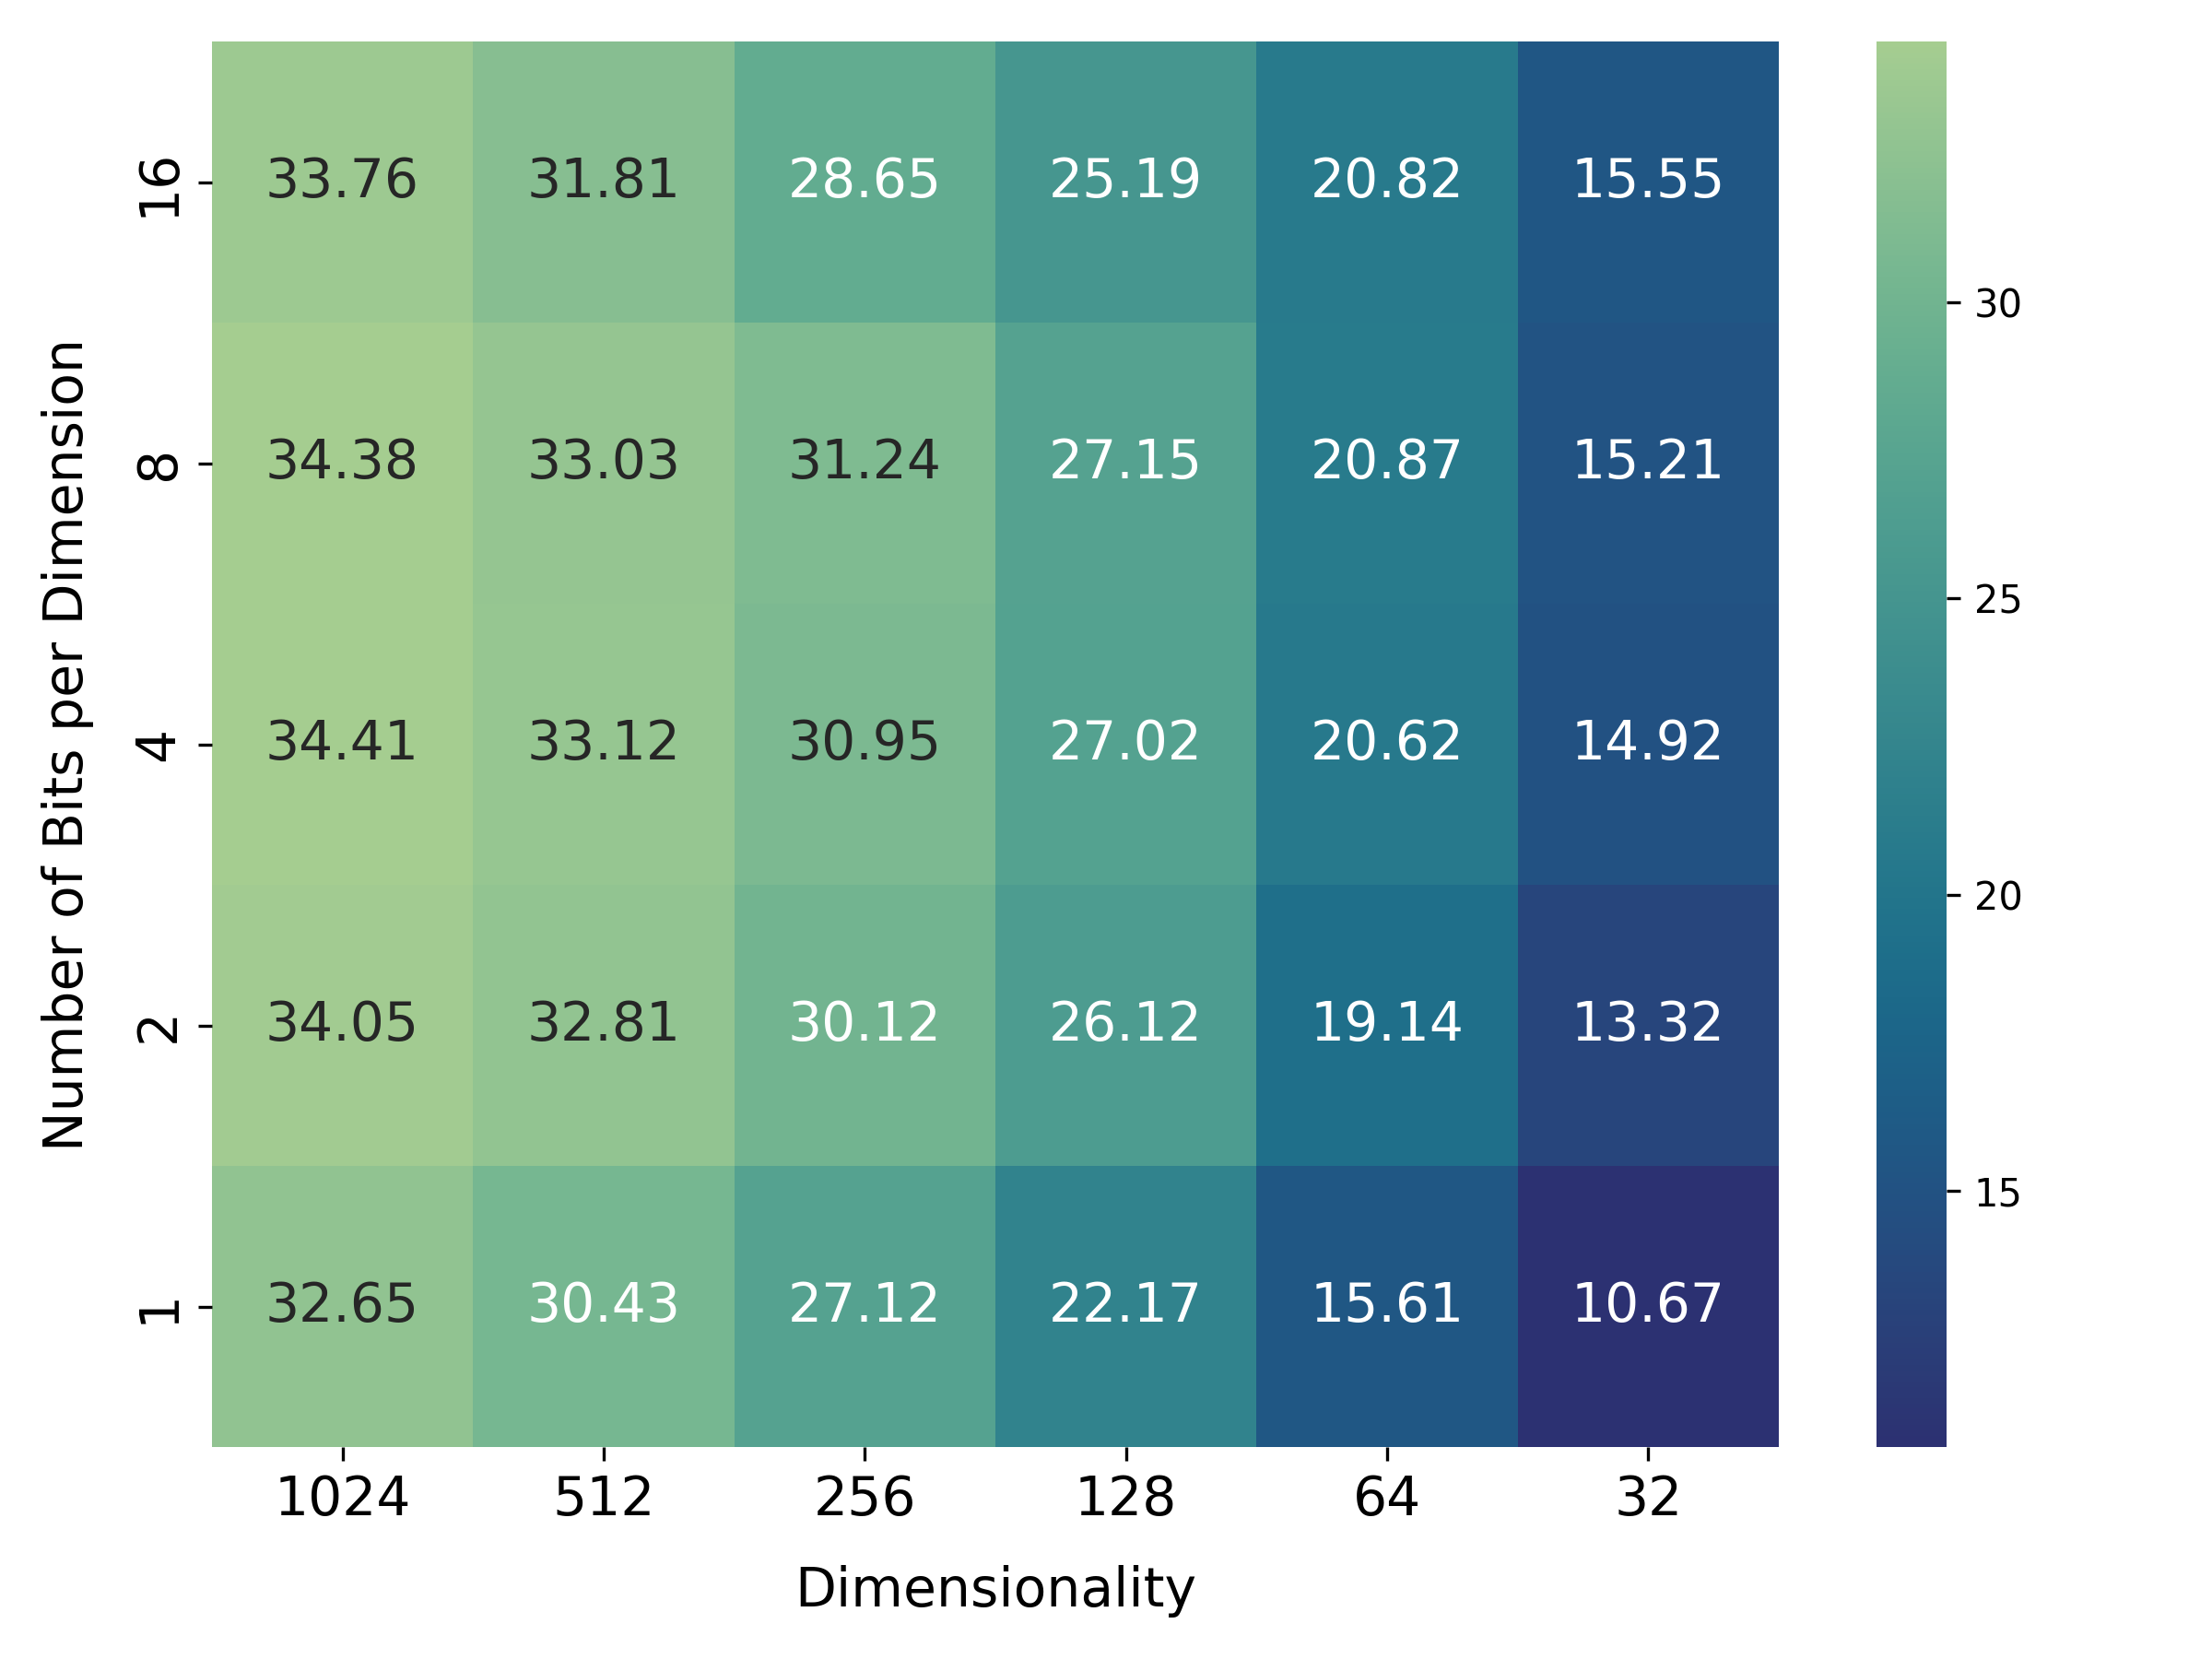 Number of Bits per Dimension
16 33.76 31.81 28.65 25.19 20.82 15.55
8 34.38 33.03 31.24 27.15 20.87 15.21
4 34.41 33.12 30.95 27.02 20.62 14.92
2 34.05 32.81 30.12 26.12 19.14 13.32
1 32.65 30.43 27.12 22.17 15.61 10.67
1024 512 256 128 64 32
Dimensionality
30
25
20
15